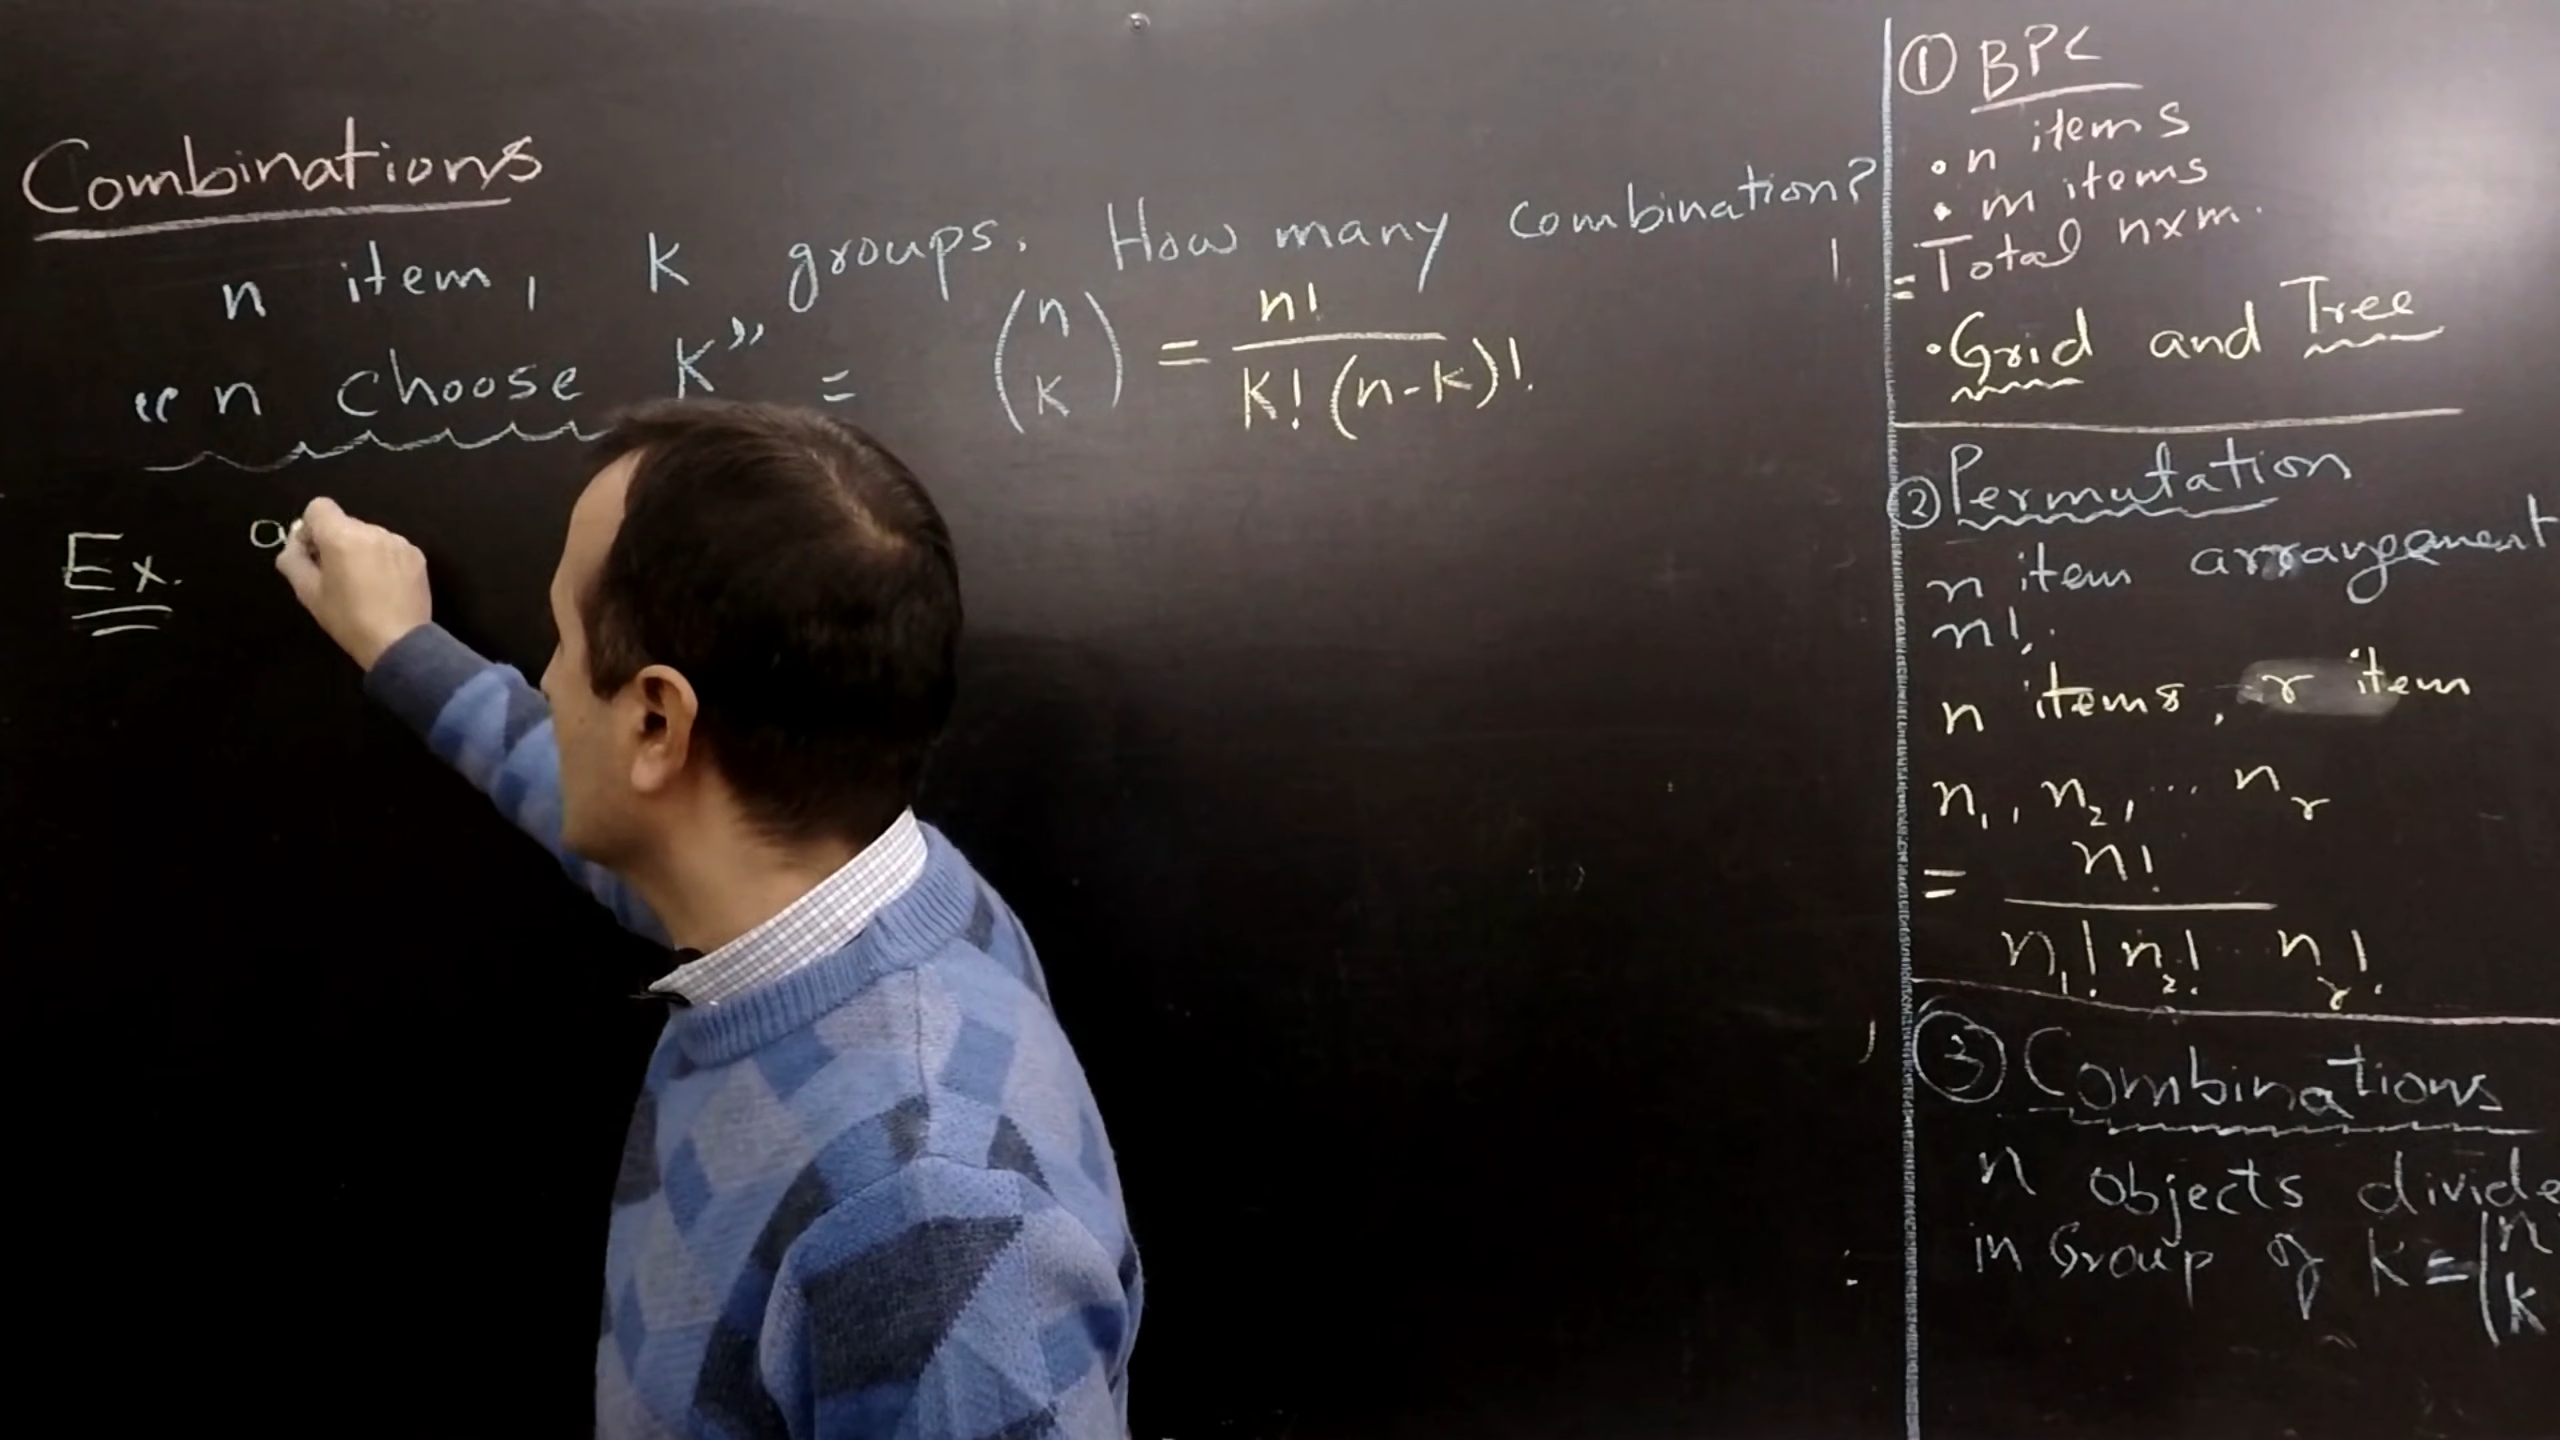 Combinations
n item, K groups. How many combination?
"n choose K" = (n K) = n! / K! (n-k)!
Ex. a
① BPC
• n items
• m items
= Total nxm.
• Grid and Tree
② Permutation
n item arrangement
n!
n items, r item
n₁, n₂, ... nᵣ
= n! / n₁! n₂! nᵣ!
③ Combinations
n objects divide
in Group of K = (n k